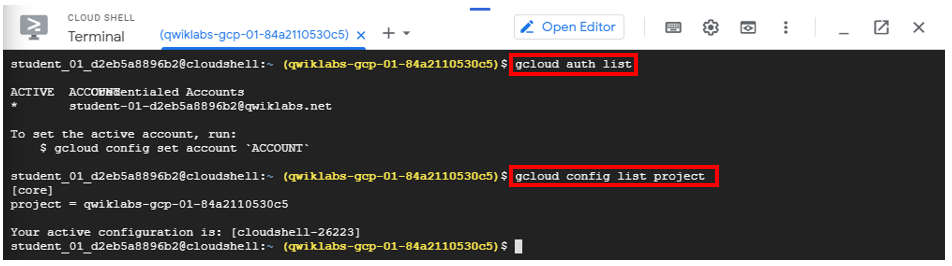 CLOUD SHELL
Terminal
(qwiklabs-gcp-01-84a2110530c5)
Open Editor
student_01_d2eb5a8896b2@cloudshell:~ (qwiklabs-gcp-01-84a2110530c5)$ gcloud auth list
ACTIVE Credentialed Accounts
* student-01-d2eb5a8896b2@qwiklabs.net
To set the active account, run:
$ gcloud config set account `ACCOUNT`
student_01_d2eb5a8896b2@cloudshell:~ (qwiklabs-gcp-01-84a2110530c5)$ gcloud config list project
[core]
project = qwiklabs-gcp-01-84a2110530c5
Your active configuration is: [cloudshell-26223]
student_01_d2eb5a8896b2@cloudshell:~ (qwiklabs-gcp-01-84a2110530c5)$